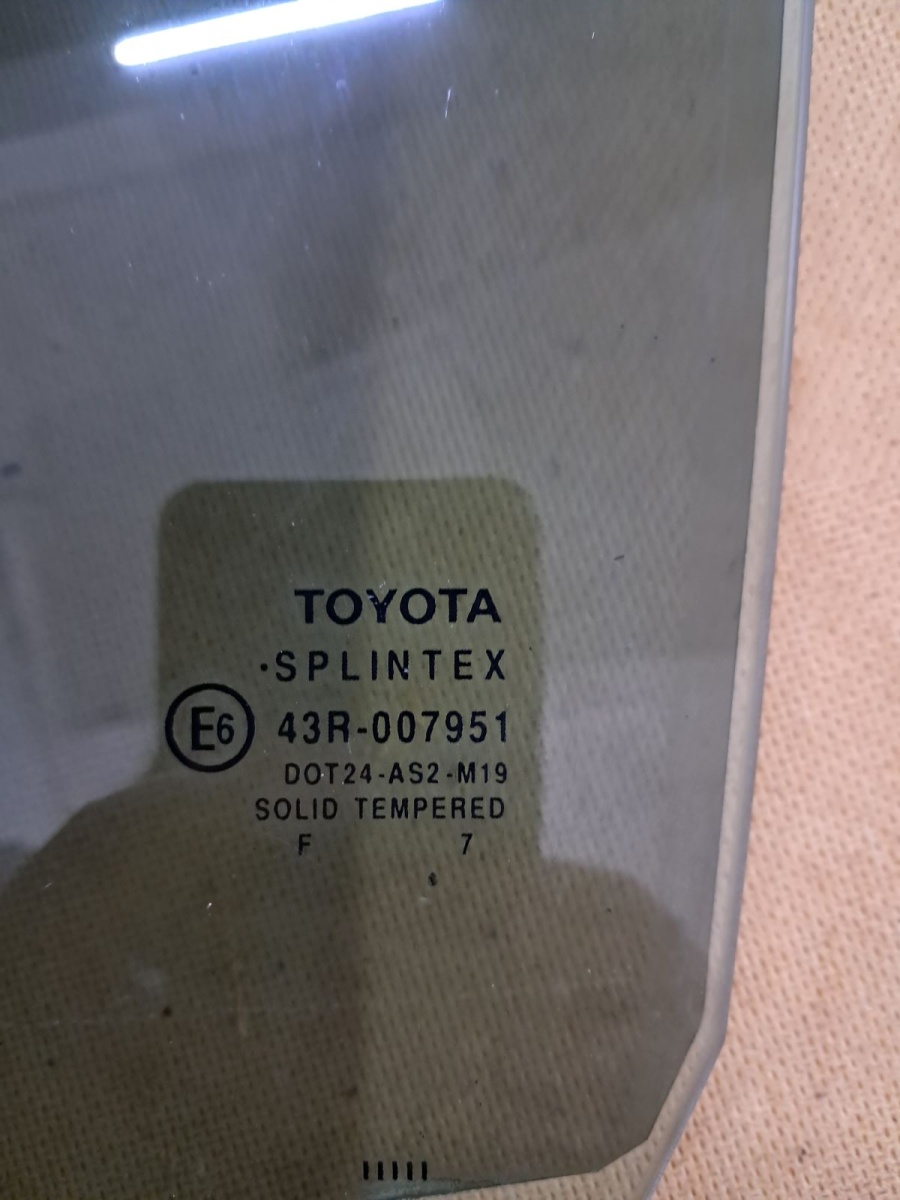 TOYOTA
·SPLINTEX
E6 43R-007951
DOT24-AS2-M19
SOLID TEMPERED
F 7